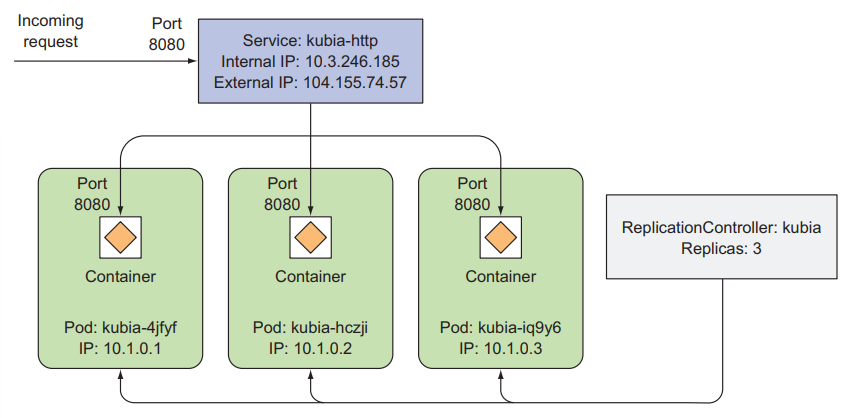 Incoming
request
Port
8080
Service: kubia-http
Internal IP: 10.3.246.185
External IP: 104.155.74.57
Port
8080
Container
Pod: kubia-4jfyf
IP: 10.1.0.1
Port
8080
Container
Pod: kubia-hczji
IP: 10.1.0.2
Port
8080
Container
Pod: kubia-iq9y6
IP: 10.1.0.3
ReplicationController: kubia
Replicas: 3